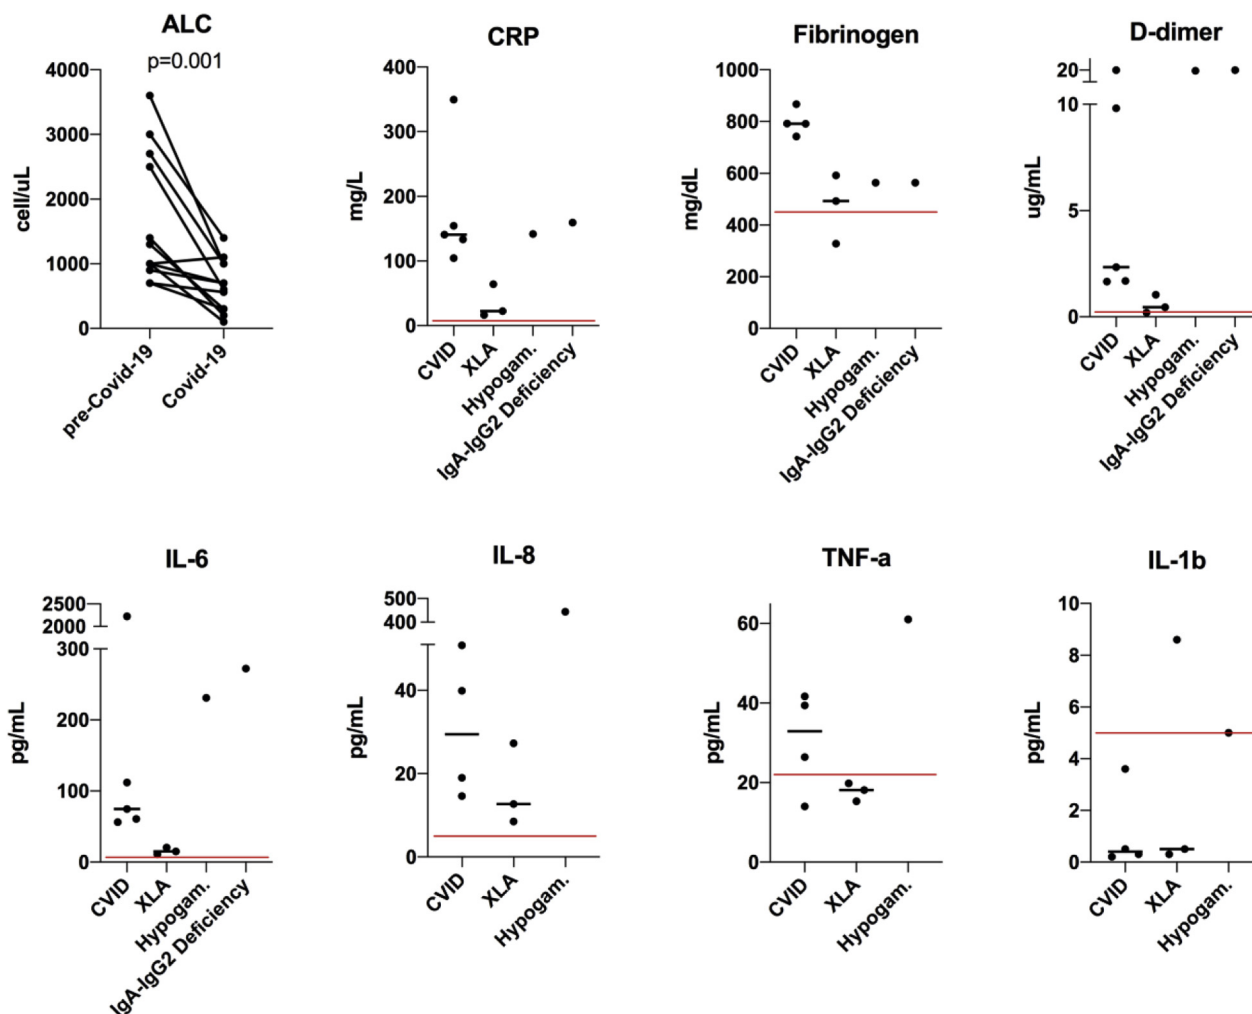 ALC
p=0.001
4000
3000
2000
1000
0
cell/uL
pre-Covid-19
Covid-19
CRP
400
300
200
100
0
mg/L
CVID
XLA
Hypogam.
IgA-IgG2 Deficiency
Fibrinogen
1000
800
600
400
200
0
mg/dL
CVID
XLA
Hypogam.
IgA-IgG2 Deficiency
D-dimer
20
10
5
0
ug/mL
CVID
XLA
Hypogam.
IgA-IgG2 Deficiency
IL-6
2500
2000
300
200
100
0
pg/mL
CVID
XLA
Hypogam.
IgA-IgG2 Deficiency
IL-8
500
400
40
20
0
pg/mL
CVID
XLA
Hypogam.
TNF-a
60
40
20
0
pg/mL
CVID
XLA
Hypogam.
IL-1b
10
8
6
4
2
0
pg/mL
CVID
XLA
Hypogam.